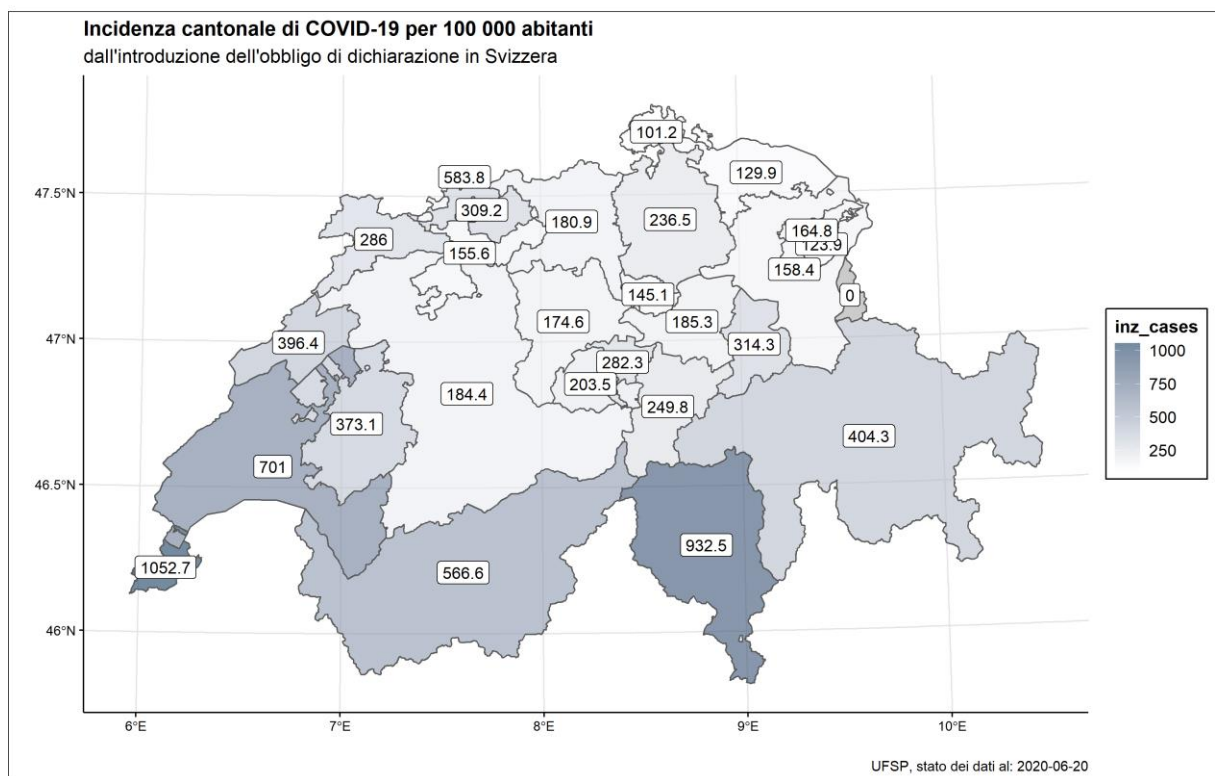 Incidenza cantonale di COVID-19 per 100 000 abitanti
dall'introduzione dell'obbligo di dichiarazione in Svizzera
101.2
583.8
129.9
47.5°N
309.2
180.9
236.5
164.8
123.9
286
155.6
158.4
145.1
0
174.6
185.3
47°N
396.4
314.3
inz_cases
1000
750
500
250
282.3
203.5
184.4
249.8
373.1
404.3
701
46.5°N
932.5
1052.7
566.6
46°N
6°E
7°E
8°E
9°E
10°E
UFSP, stato dei dati al: 2020-06-20